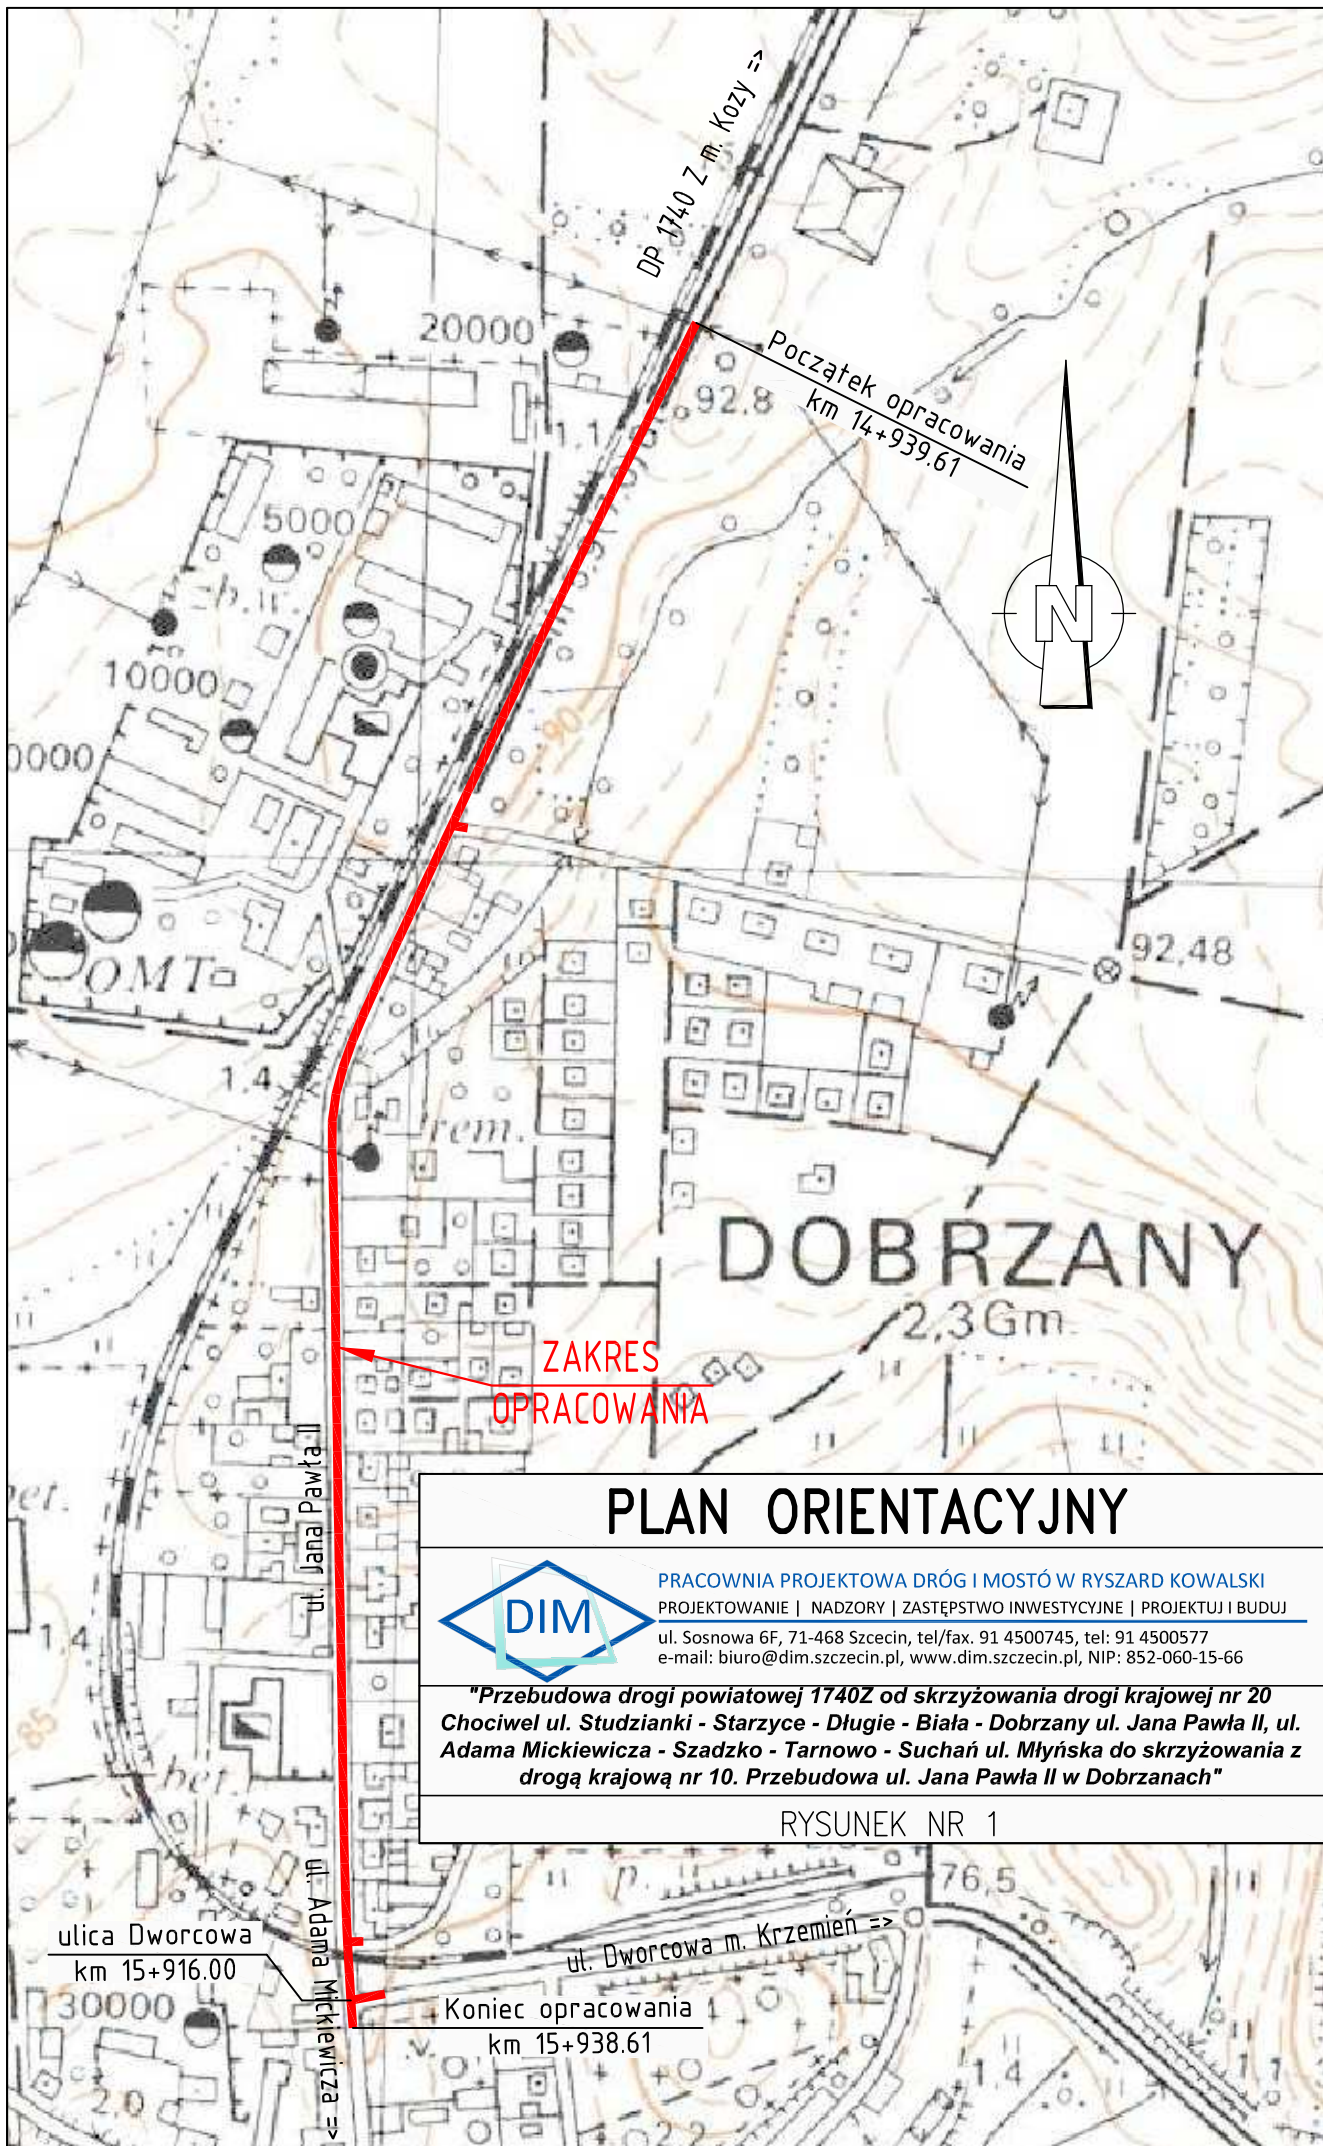 DP 1740 Z m. Kozy =>
20000
Początek opracowania
km 14+939.61
92,8
1,1
5000
N
10000
0000
90
OMT
92,48
1.4
rem.
DOBRZANY
2,3Gm
ZAKRES
OPRACOWANIA
ul. Jana Pawła II
bet.
1,4
85
bet.
PLAN ORIENTACYJNY
DIM
PRACOWNIA PROJEKTOWA DRÓG I MOSTÓ W RYSZARD KOWALSKI
PROJEKTOWANIE | NADZORY | ZASTĘPSTWO INWESTYCYJNE | PROJEKTUJ I BUDUJ
ul. Sosnowa 6F, 71-468 Szczecin, tel/fax. 91 4500745, tel: 91 4500577
e-mail: biuro@dim.szczecin.pl, www.dim.szczecin.pl, NIP: 852-060-15-66
"Przebudowa drogi powiatowej 1740Z od skrzyżowania drogi krajowej nr 20
Chociwel ul. Studzianki - Starzyce - Długie - Biała - Dobrzany ul. Jana Pawła II, ul.
Adama Mickiewicza - Szadzko - Tarnowo - Suchań ul. Młyńska do skrzyżowania z
drogą krajową nr 10. Przebudowa ul. Jana Pawła II w Dobrzanach"
RYSUNEK NR 1
p.
76,5
ul. Adama Mickiewicza =>
ulica Dworcowa
km 15+916.00
ul. Dworcowa m. Krzemień =>
30000
Koniec opracowania
km 15+938.61
2.0
2.2
1.4
1.1